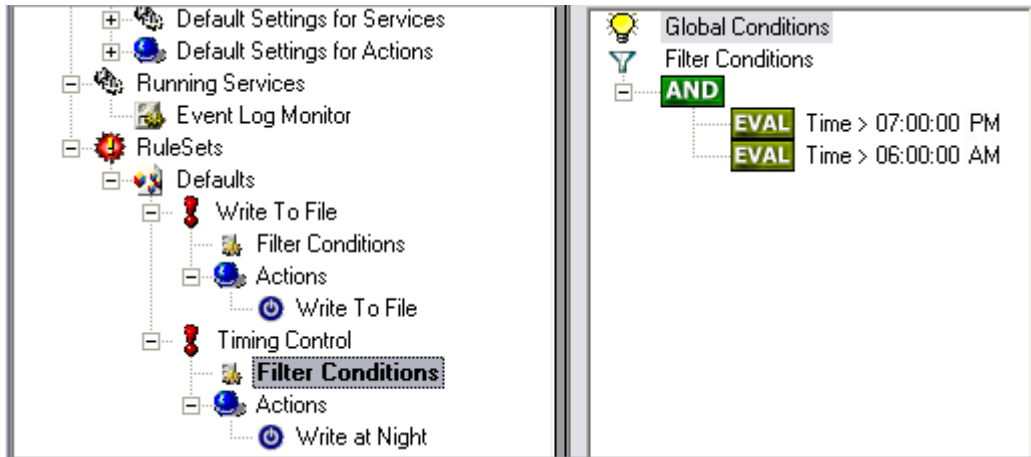 Default Settings for Services
Default Settings for Actions
Running Services
Event Log Monitor
RuleSets
Defaults
Write To File
Filter Conditions
Actions
Write To File
Timing Control
Filter Conditions
Actions
Write at Night
Global Conditions
Filter Conditions
AND
EVAL Time > 07:00:00 PM
EVAL Time > 06:00:00 AM